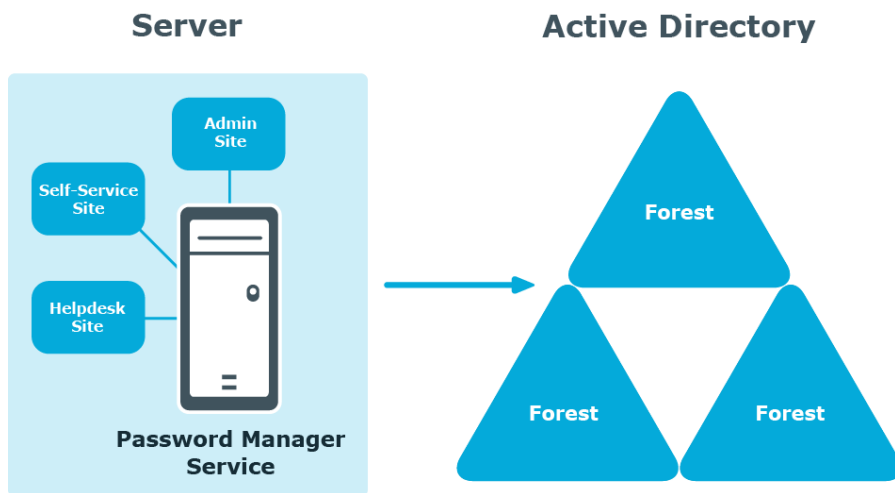 Server
Active Directory
Admin
Site
Self-Service
Site
Helpdesk
Site
Password Manager
Service
Forest
Forest
Forest